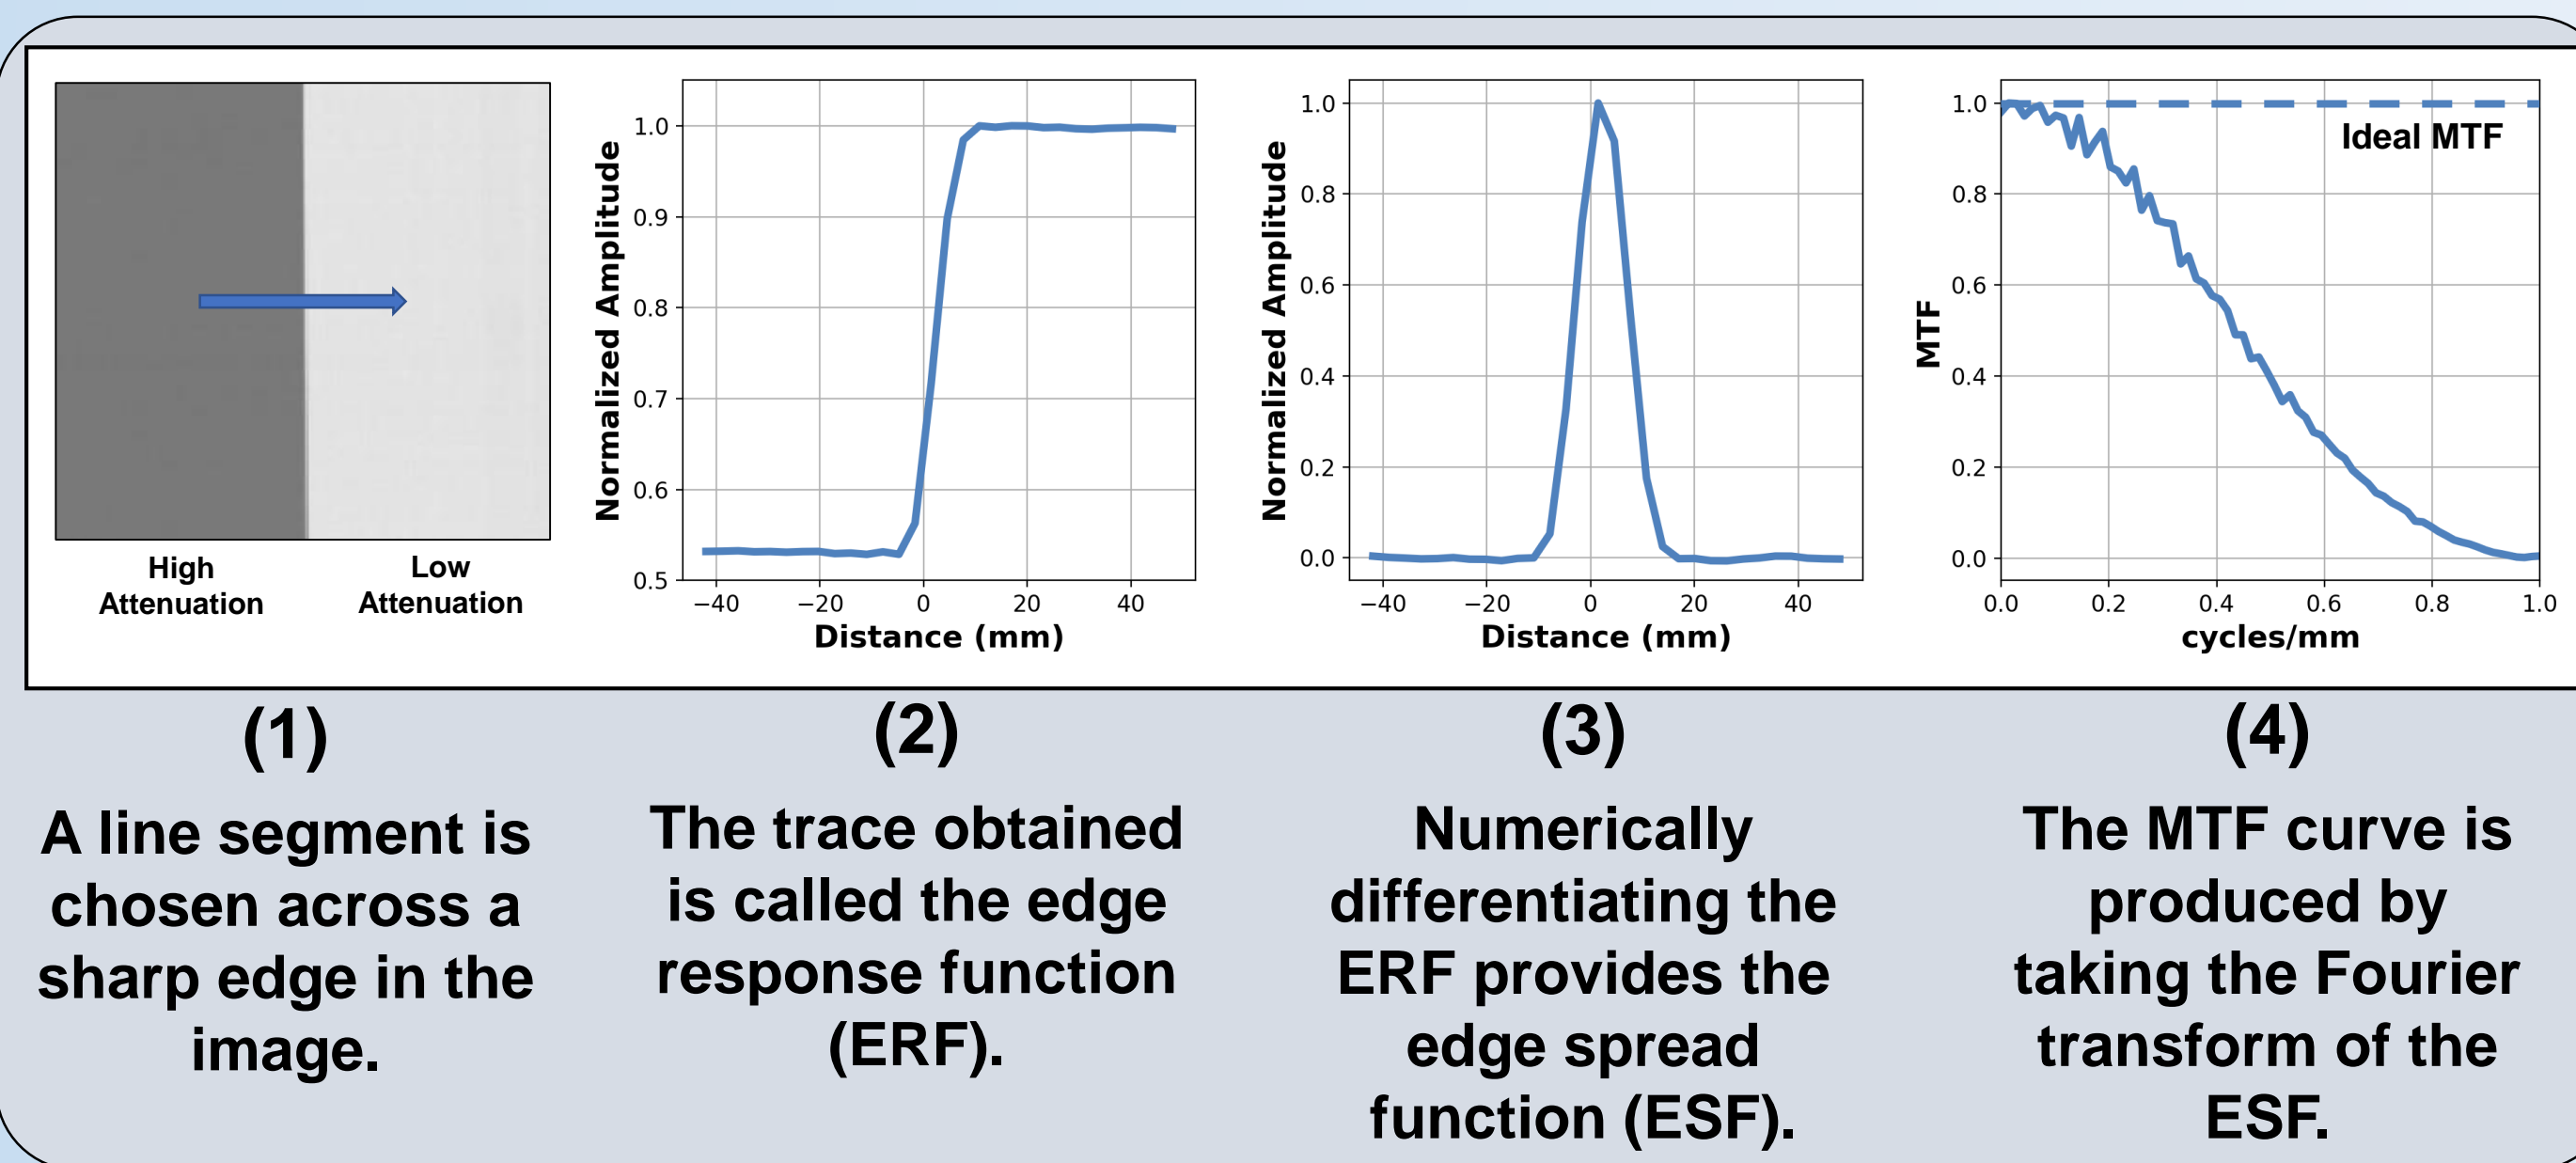 High
Attenuation
Low
Attenuation
Normalized Amplitude
1.0
0.9
0.8
0.7
0.6
0.5
−40
−20
0
20
40
Distance (mm)
Normalized Amplitude
1.0
0.8
0.6
0.4
0.2
0.0
−40
−20
0
20
40
Distance (mm)
MTF
1.0
0.8
0.6
0.4
0.2
0.0
Ideal MTF
0.0
0.2
0.4
0.6
0.8
1.0
cycles/mm
(1)
A line segment is
chosen across a
sharp edge in the
image.
(2)
The trace obtained
is called the edge
response function
(ERF).
(3)
Numerically
differentiating the
ERF provides the
edge spread
function (ESF).
(4)
The MTF curve is
produced by
taking the Fourier
transform of the
ESF.